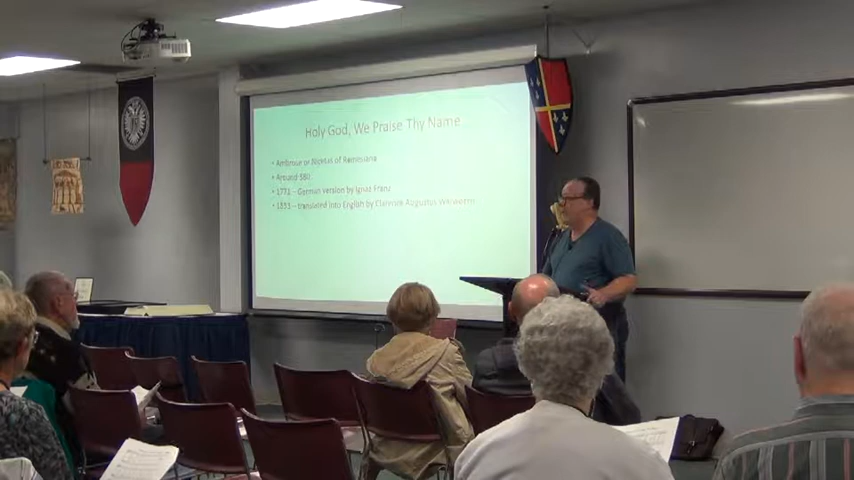 Holy God, We Praise Thy Name
• Ambrose or Nicetas of Remesiana
• Around 380
• 1771 – German version by Ignaz Franz
• translated into English by Clarence Augustus Walworth